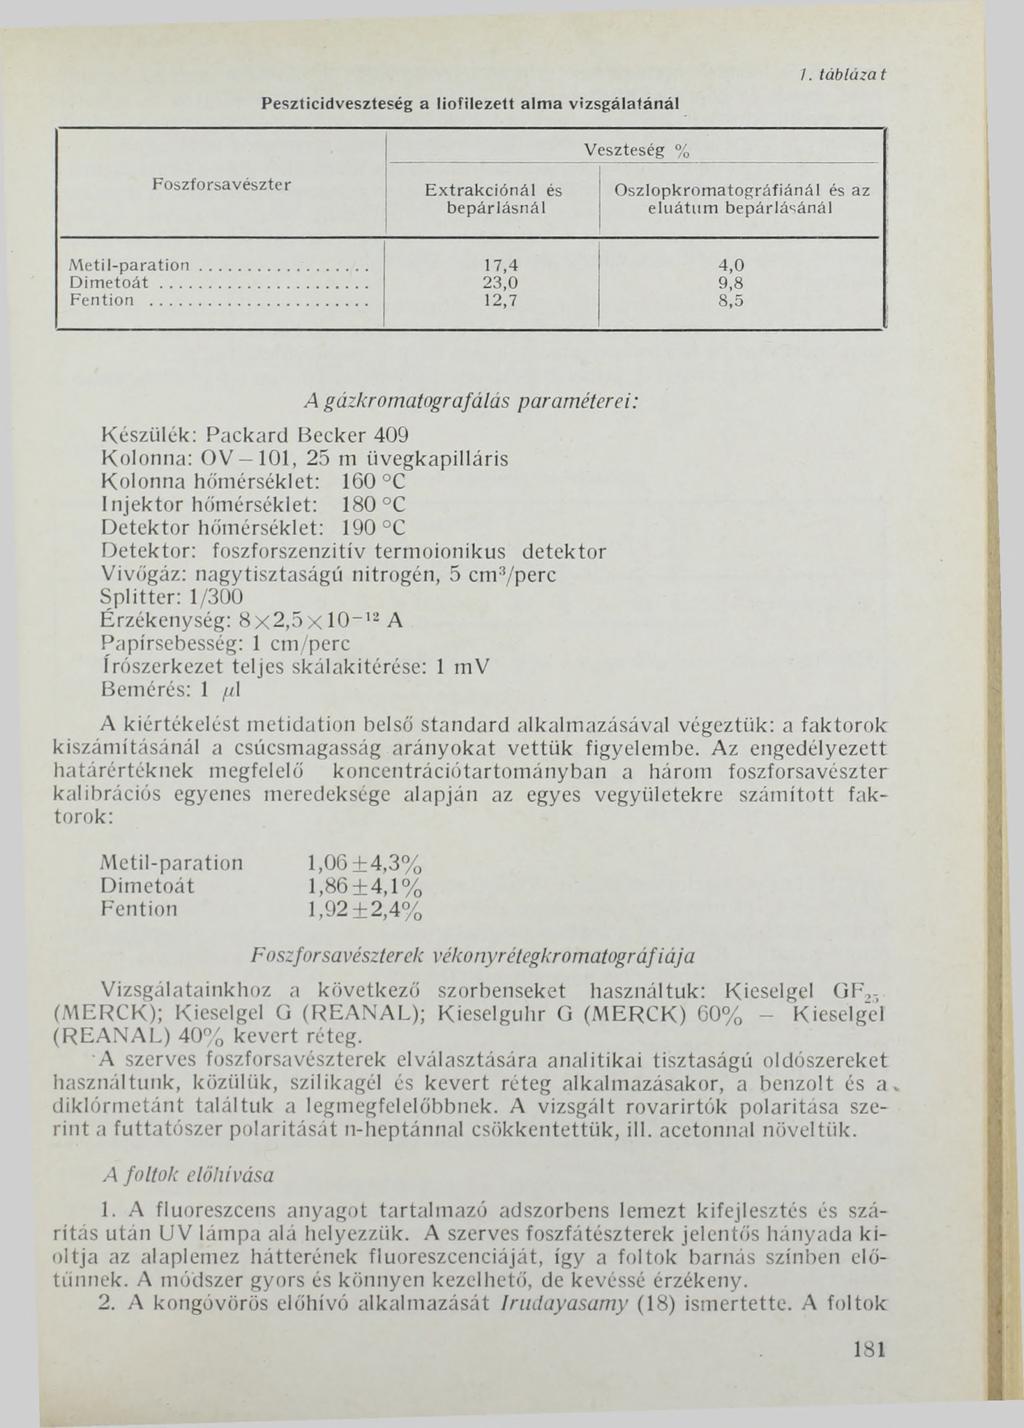 1. táblázat
Peszticidveszteség a liofilezett alma vizsgálatánál
Veszteség %
Foszforsavészter
Extrakciónál és
bepárlásnál
Oszlopkromatográfiánál és az
eluátum bepárlásánál
Metil-paration .................. 17,4 4,0
Dimetoát ...................... 23,0 9,8
Fention ....................... 12,7 8,5
A gázkromatografálás paraméterei:
Készülék: Packard Becker 409
Kolonna: OV–101, 25 m üvegkapilláris
Kolonna hőmérséklet: 160 °C
Injektor hőmérséklet: 180 °C
Detektor hőmérséklet: 190 °C
Detektor: foszforszenzitív termoionikus detektor
Vivőgáz: nagytisztaságú nitrogén, 5 cm³/perc
Splitter: 1/300
Érzékenység: 8×2,5×10⁻¹² A
Papírsebesség: 1 cm/perc
Írószerkezet teljes skálakitérése: 1 mV
Bemérés: 1 µl
A kiértékelést metidation belső standard alkalmazásával végeztük: a faktorok
kiszámításánál a csúcsmagasság arányokat vettük figyelembe. Az engedélyezett
határértéknek megfelelő koncentrációtartományban a három foszforsavészter
kalibrációs egyenes meredeksége alapján az egyes vegyületekre számított fak-
torok:
Metil-paration 1,06±4,3%
Dimetoát 1,86±4,1%
Fention 1,92±2,4%
Foszforsavészterek vékonyrétegkromatográfiája
Vizsgálatainkhoz a következő szorbenseket használtuk: Kieselgel GF₂₅
(MERCK); Kieselgel G (REANAL); Kieselguhr G (MERCK) 60% – Kieselgel
(REANAL) 40% kevert réteg.
A szerves foszforsavészterek elválasztására analitikai tisztaságú oldószereket
használtunk, közülük, szilikagél és kevert réteg alkalmazásakor, a benzolt és a
diklórmetánt találtuk a legmegfelelőbbnek. A vizsgált rovarirtók polaritása sze-
rint a futtatószer polaritását n-heptánnal csökkentettük, ill. acetonnal növeltük.
A foltok előhívása
1. A fluoreszcens anyagot tartalmazó adszorbens lemezt kifejlesztés és szá-
rítás után UV lámpa alá helyezzük. A szerves foszfátészterek jelentős hányada ki-
oltja az alaplemez hátterének fluoreszcenciáját, így a foltok barnás színben elő-
tűnnek. A módszer gyors és könnyen kezelhető, de kevéssé érzékeny.
2. A kongóvörös előhívó alkalmazását Irudayasamy (18) ismertette. A foltok
181